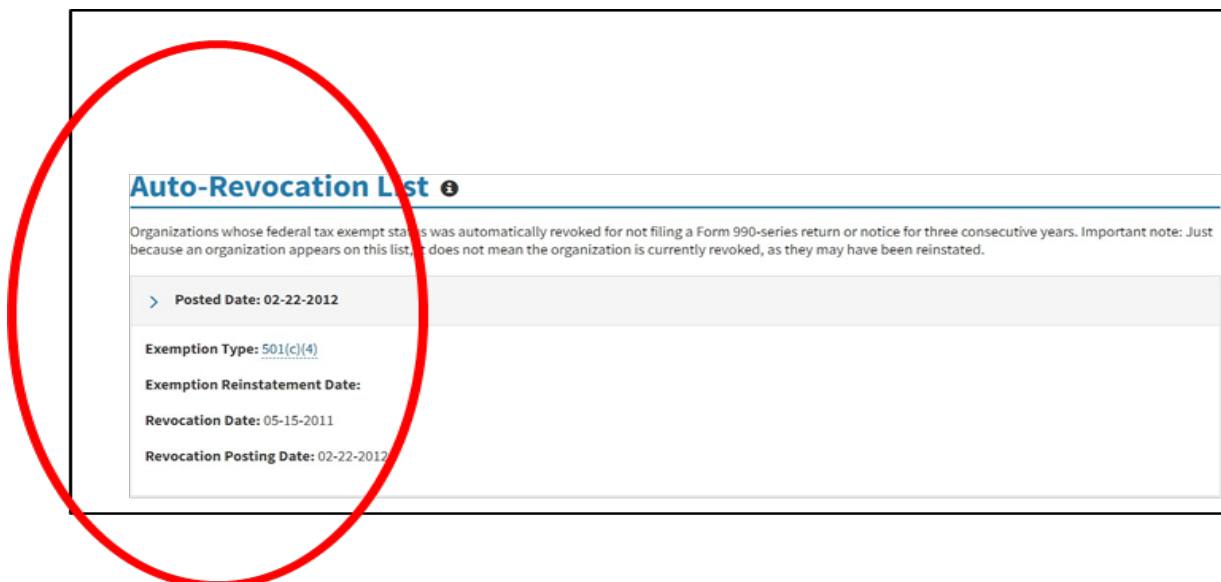 Auto-Revocation List
Organizations whose federal tax exempt status was automatically revoked for not filing a Form 990-series return or notice for three consecutive years. Important note: Just
because an organization appears on this list, it does not mean the organization is currently revoked, as they may have been reinstated.
Posted Date: 02-22-2012
Exemption Type: 501(c)(4)
Exemption Reinstatement Date:
Revocation Date: 05-15-2011
Revocation Posting Date: 02-22-2012